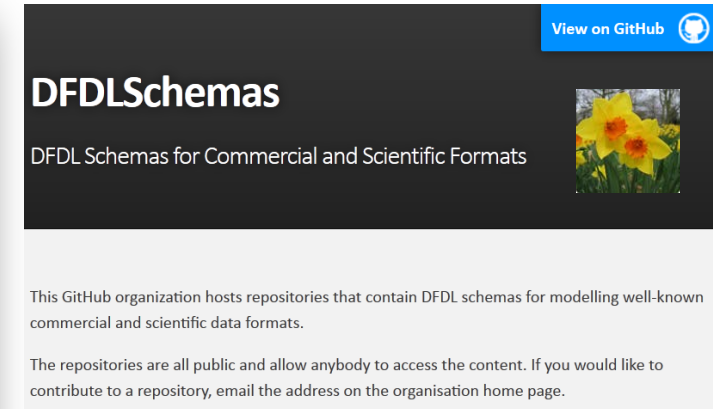 View on GitHub
DFDLSchemas
DFDL Schemas for Commercial and Scientific Formats
This GitHub organization hosts repositories that contain DFDL schemas for modelling well-known
commercial and scientific data formats.
The repositories are all public and allow anybody to access the content. If you would like to
contribute to a repository, email the address on the organisation home page.